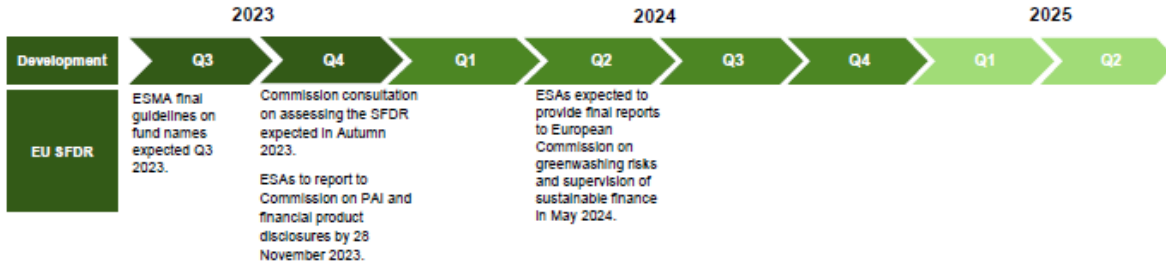 2023
2024
2025
Development
Q3
Q4
Q1
Q2
Q3
Q4
Q1
Q2
EU SFDR
ESMA final
guidelines on
fund names
expected Q3
2023.
Commission consultation
on assessing the SFDR
expected in Autumn
2023.
ESAs to report to
Commission on PAI and
financial product
disclosures by 28
November 2023.
ESAs expected to
provide final reports
to European
Commission on
greenwashing risks
and supervision of
sustainable finance
in May 2024.